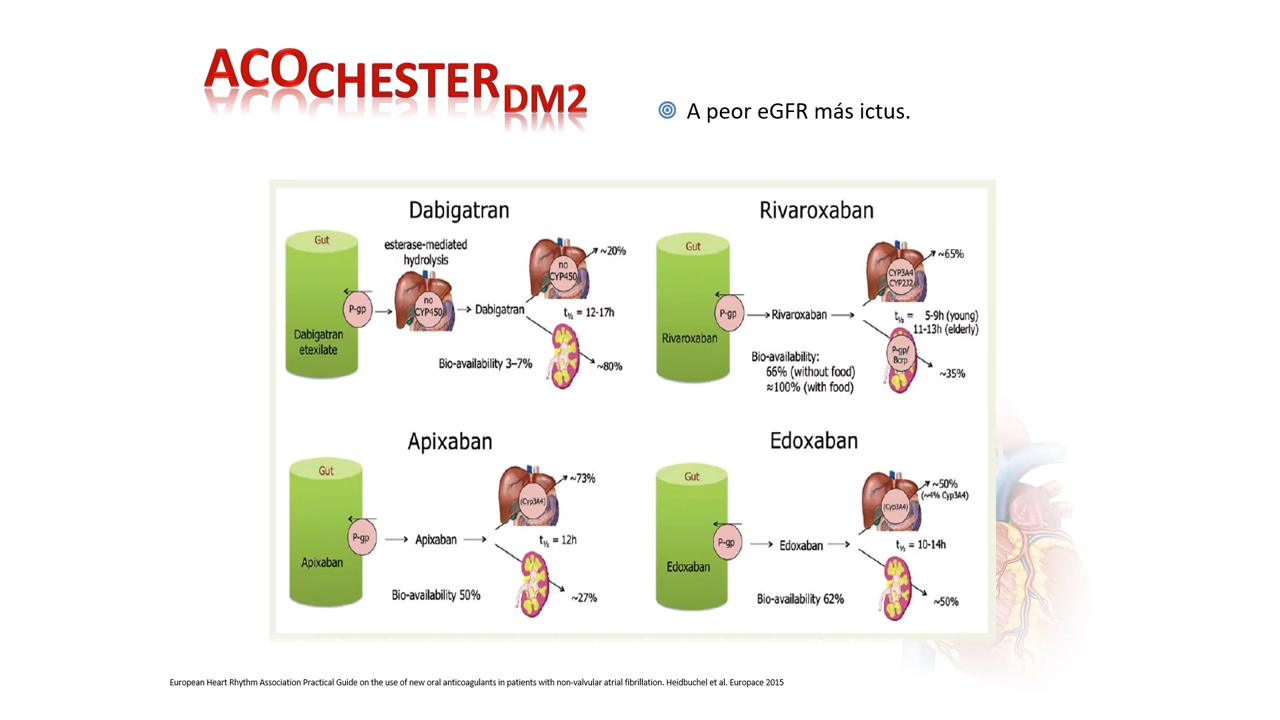 ACOCHESTERDM2
A peor eGFR más ictus.
Dabigatran
Gut
esterase-mediated
hydrolysis
P-gp
no
CYP450
Dabigatran
no
CYP450
~20%
t½ = 12-17h
Dabigatran
etexilate
Bio-availability 3–7%
~80%
Rivaroxaban
Gut
P-gp
Rivaroxaban
CYP3A4
CYP2J2
~65%
t½ = 5-9h (young)
11-13h (elderly)
Rivaroxaban
P-gp/
Bcrp
Bio-availability:
66% (without food)
≈100% (with food)
~35%
Apixaban
Gut
P-gp
Apixaban
(Cyp3A4)
~73%
t½ = 12h
Apixaban
Bio-availability 50%
~27%
Edoxaban
Gut
P-gp
Edoxaban
(Cyp3A4)
~50%
(~4% Cyp3A4)
t½ = 10-14h
Edoxaban
Bio-availability 62%
~50%
European Heart Rhythm Association Practical Guide on the use of new oral anticoagulants in patients with non-valvular atrial fibrillation. Heidbuchel et al. Europace 2015